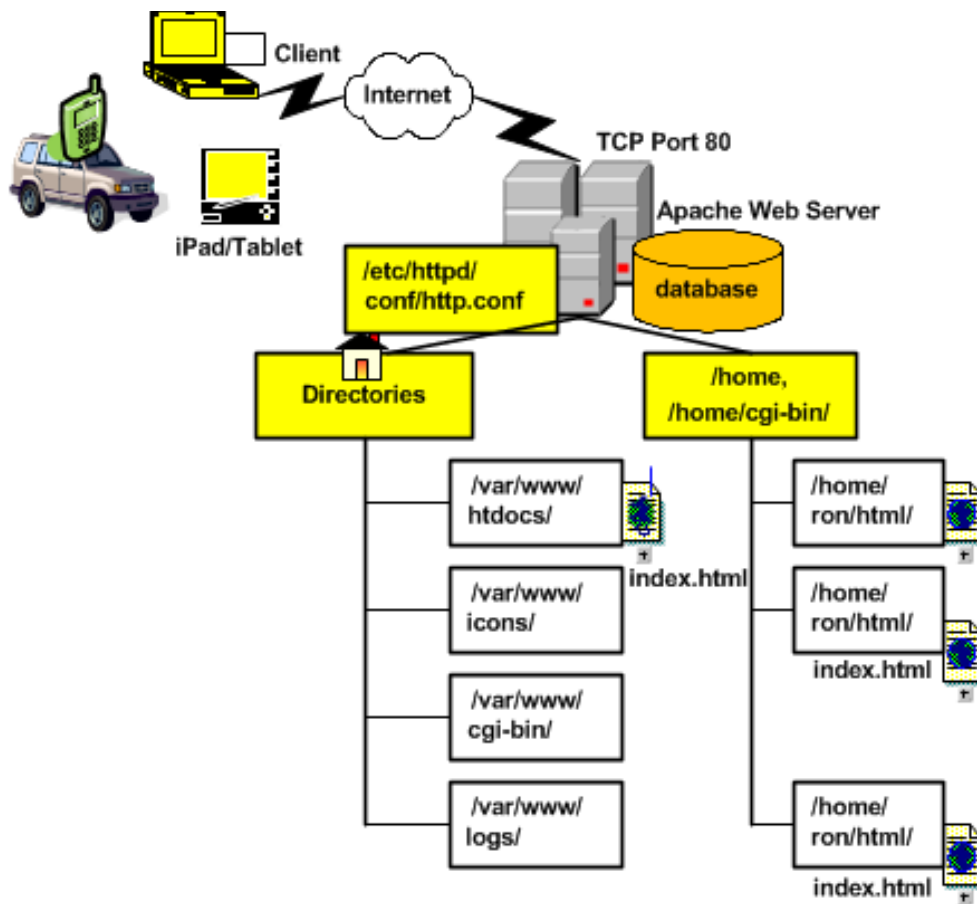 Client
Internet
TCP Port 80
Apache Web Server
iPad/Tablet
/etc/httpd/
conf/http.conf
database
Directories
/home,
/home/cgi-bin/
/var/www/
htdocs/
index.html
/var/www/
icons/
/var/www/
cgi-bin/
/var/www/
logs/
/home/
ron/html/
/home/
ron/html/
index.html
/home/
ron/html/
index.html